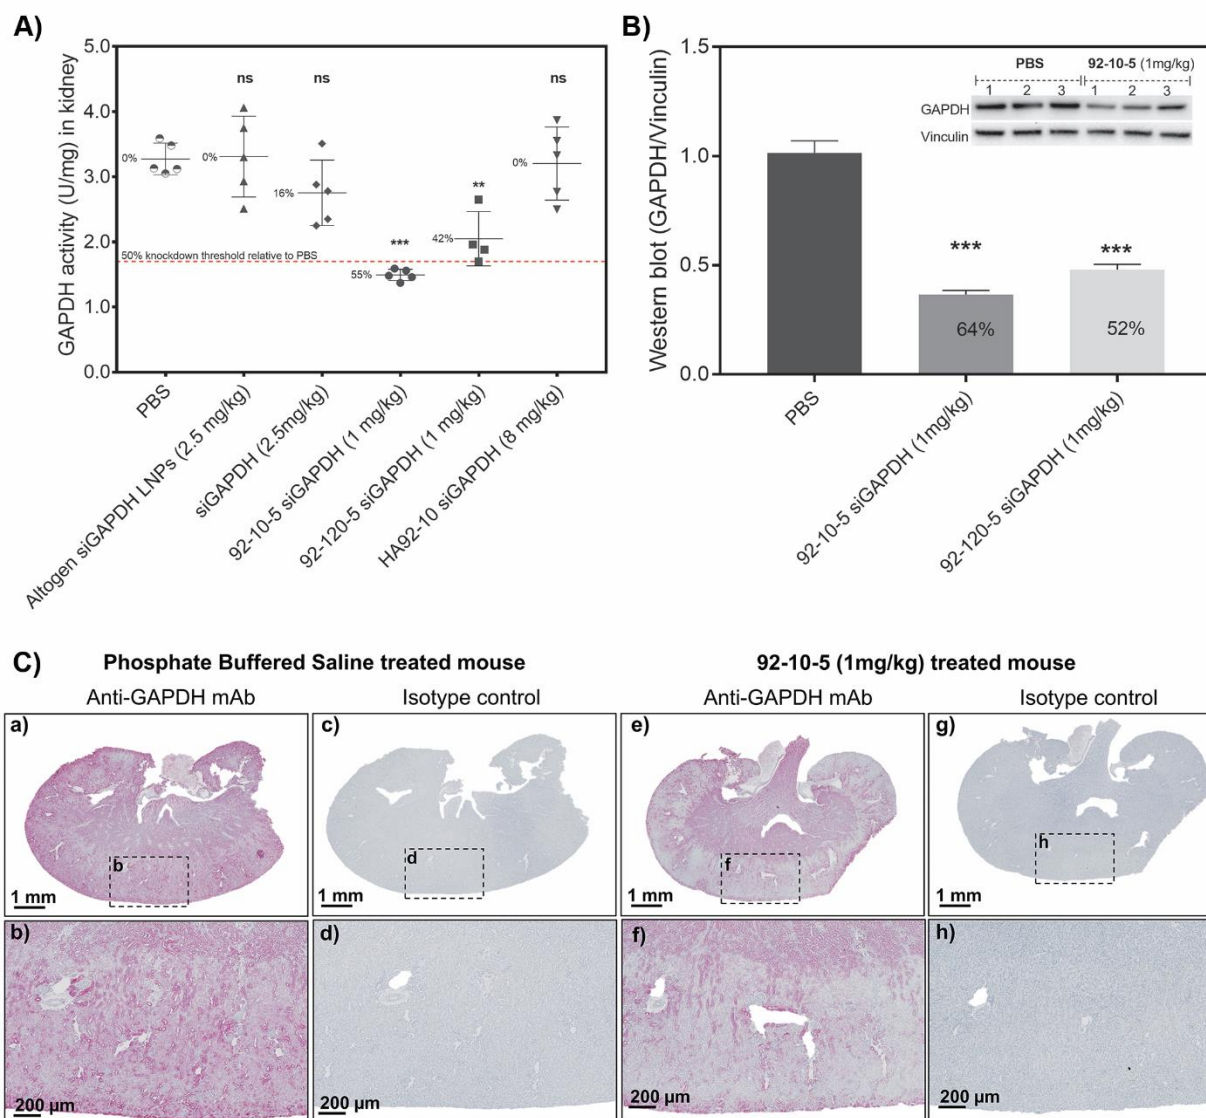 A)
GAPDH activity (U/mg) in kidney
5.0
4.0
3.0
2.0
1.0
0.0
ns
ns
***
**
ns
0%
0%
16%
55%
42%
0%
50% knockdown threshold relative to PBS
PBS
Altogen siGAPDH LNPs (2.5 mg/kg)
siGAPDH (2.5mg/kg)
92-10-5 siGAPDH (1 mg/kg)
92-120-5 siGAPDH (1 mg/kg)
HA92-10 siGAPDH (8 mg/kg)
B)
Western blot (GAPDH/Vinculin)
1.5
1.0
0.5
0.0
PBS 92-10-5 (1mg/kg)
1 2 3 1 2 3
GAPDH
Vinculin
***
***
64%
52%
PBS
92-10-5 siGAPDH (1mg/kg)
92-120-5 siGAPDH (1mg/kg)
C)
Phosphate Buffered Saline treated mouse
92-10-5 (1mg/kg) treated mouse
Anti-GAPDH mAb
Isotype control
Anti-GAPDH mAb
Isotype control
a)
b
1 mm
c)
d
1 mm
e)
f
1 mm
g)
h
1 mm
b)
200 µm
d)
200 µm
f)
200 µm
h)
200 µm